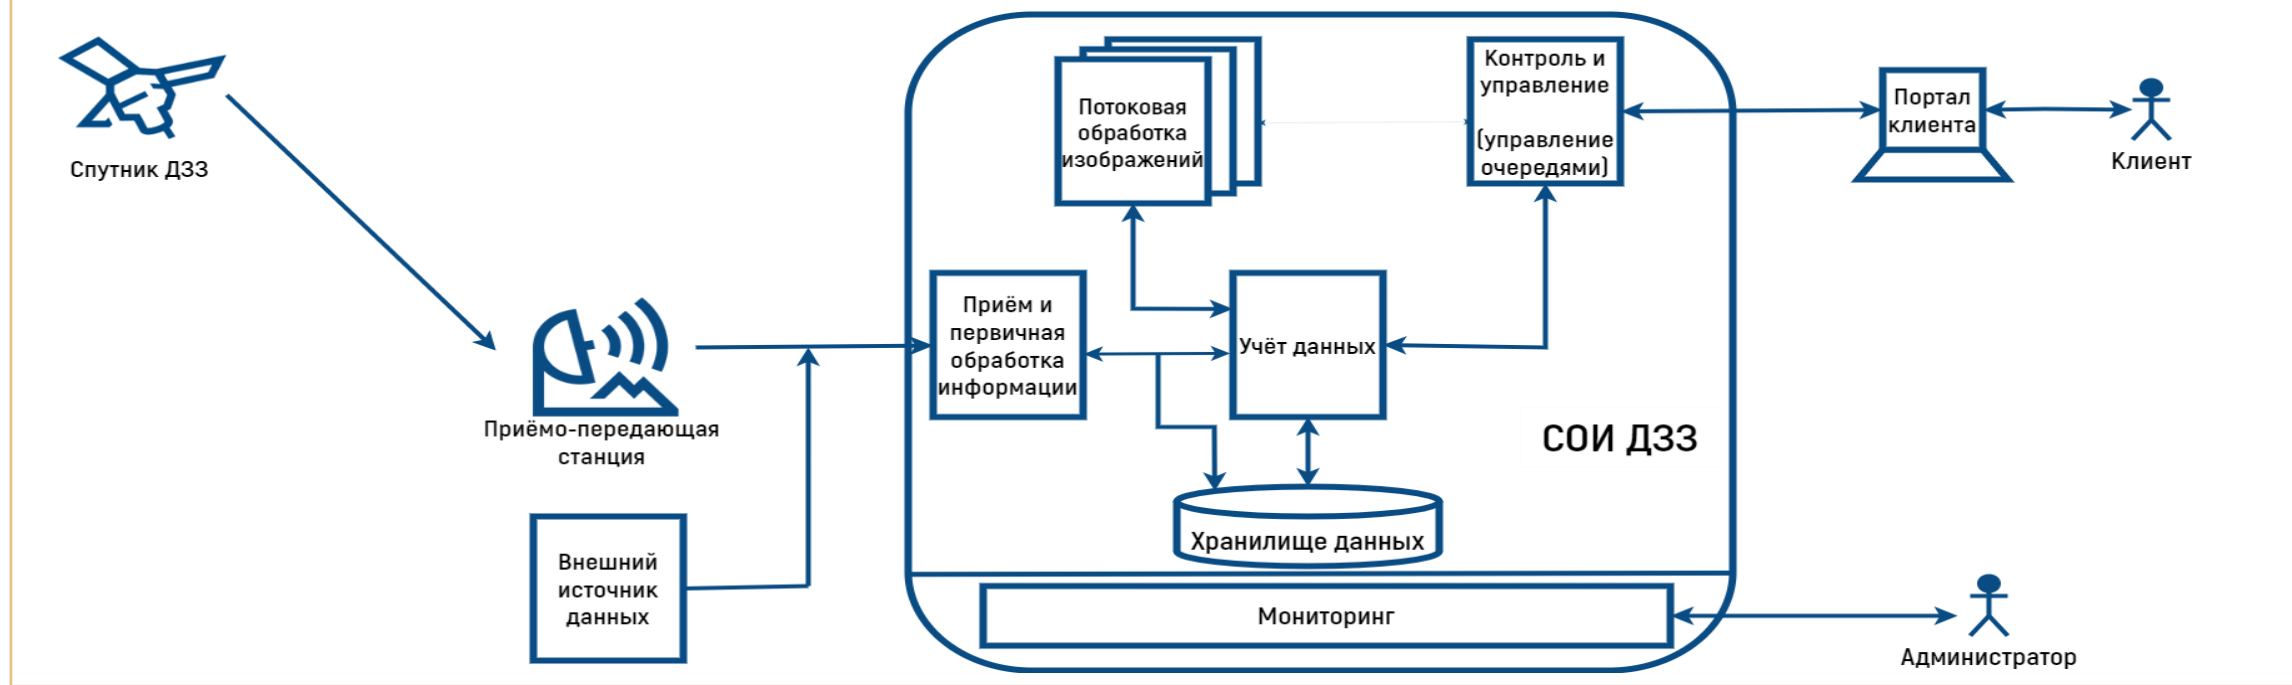 Спутник ДЗЗ
Приёмо-передающая
станция
Внешний
источник
данных
Потоковая
обработка
изображений
Контроль и
управление
(управление
очередями)
Портал
клиента
Клиент
Приём и
первичная
обработка
информации
Учёт данных
СОИ ДЗЗ
Хранилище данных
Мониторинг
Администратор